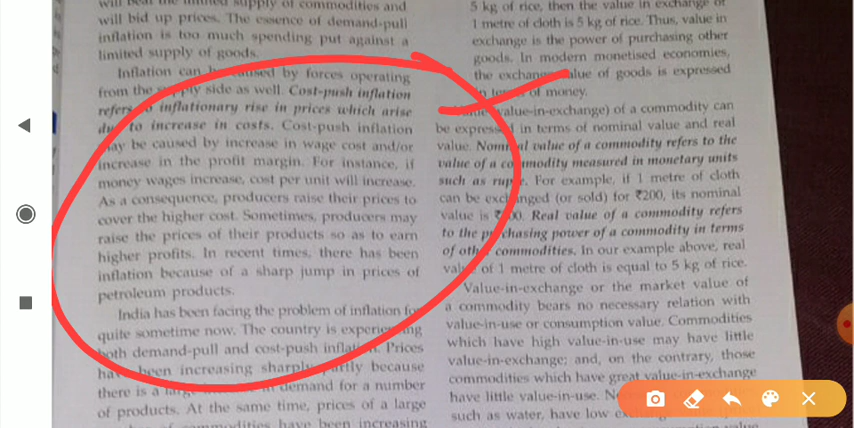 will beat the limited supply of commodities and
will bid up prices. The essence of demand-pull
inflation is too much spending put against a
limited supply of goods.
Inflation can be caused by forces operating
from the supply side as well. Cost-push inflation
refers to inflationary rise in prices which arise
due to increase in costs. Cost-push inflation
may be caused by increase in wage cost and/or
increase in the profit margin. For instance, if
money wages increase, cost per unit will increase.
As a consequence, producers raise their prices to
cover the higher cost. Sometimes, producers may
raise the prices of their products so as to earn
higher profits. In recent times, there has been
inflation because of a sharp jump in prices of
petroleum products.
India has been facing the problem of inflation for
quite sometime now. The country is experiencing
both demand-pull and cost-push inflation. Prices
have been increasing sharply partly because
there is a large in demand for a number
of products. At the same time, prices of a large
commodities have been increasing
5 kg of rice, then the value in exchange of
1 metre of cloth is 5 kg of rice. Thus, value in
exchange is the power of purchasing other
goods. In modern monetised economies,
the exchange value of goods is expressed
in terms of money.
(value-in-exchange) of a commodity can
be expressed in terms of nominal value and real
value. Nominal value of a commodity refers to the
value of a commodity measured in monetary units
such as rupee. For example, if 1 metre of cloth
can be exchanged (or sold) for ₹200, its nominal
value is ₹200. Real value of a commodity refers
to the purchasing power of a commodity in terms
of other commodities. In our example above, real
value of 1 metre of cloth is equal to 5 kg of rice.
Value-in-exchange or the market value of
a commodity bears no necessary relation with
value-in-use or consumption value. Commodities
which have high value-in-use may have little
value-in-exchange; and, on the contrary, those
commodities which have great value-in-exchange
have little value-in-use.
such as water, have low
value